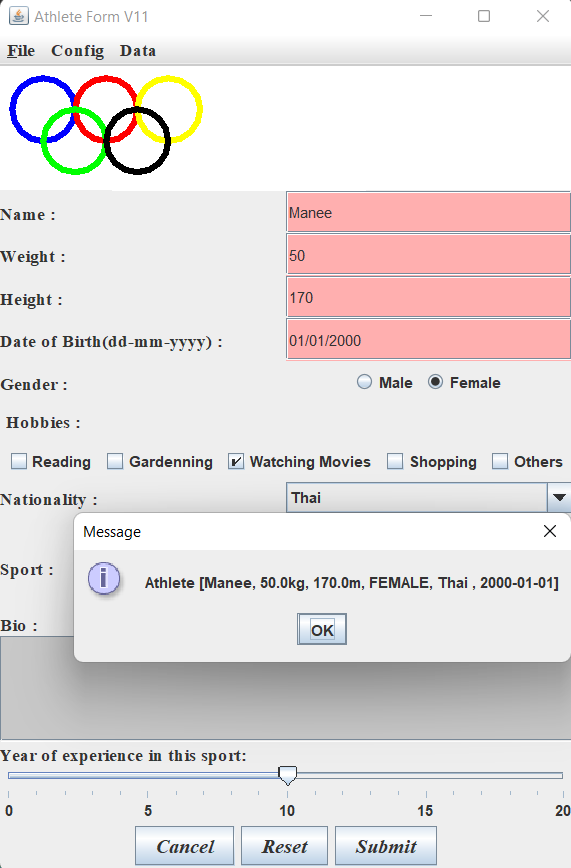 Athlete Form V11
File Config Data
Name :
Manee
Weight :
50
Height :
170
Date of Birth(dd-mm-yyyy) :
01/01/2000
Gender :
Male Female
Hobbies :
Reading Gardenning Watching Movies Shopping Others
Nationality :
Thai
Message
Sport :
Athlete [Manee, 50.0kg, 170.0m, FEMALE, Thai , 2000-01-01]
OK
Bio :
Year of experience in this sport:
0 5 10 15 20
Cancel Reset Submit